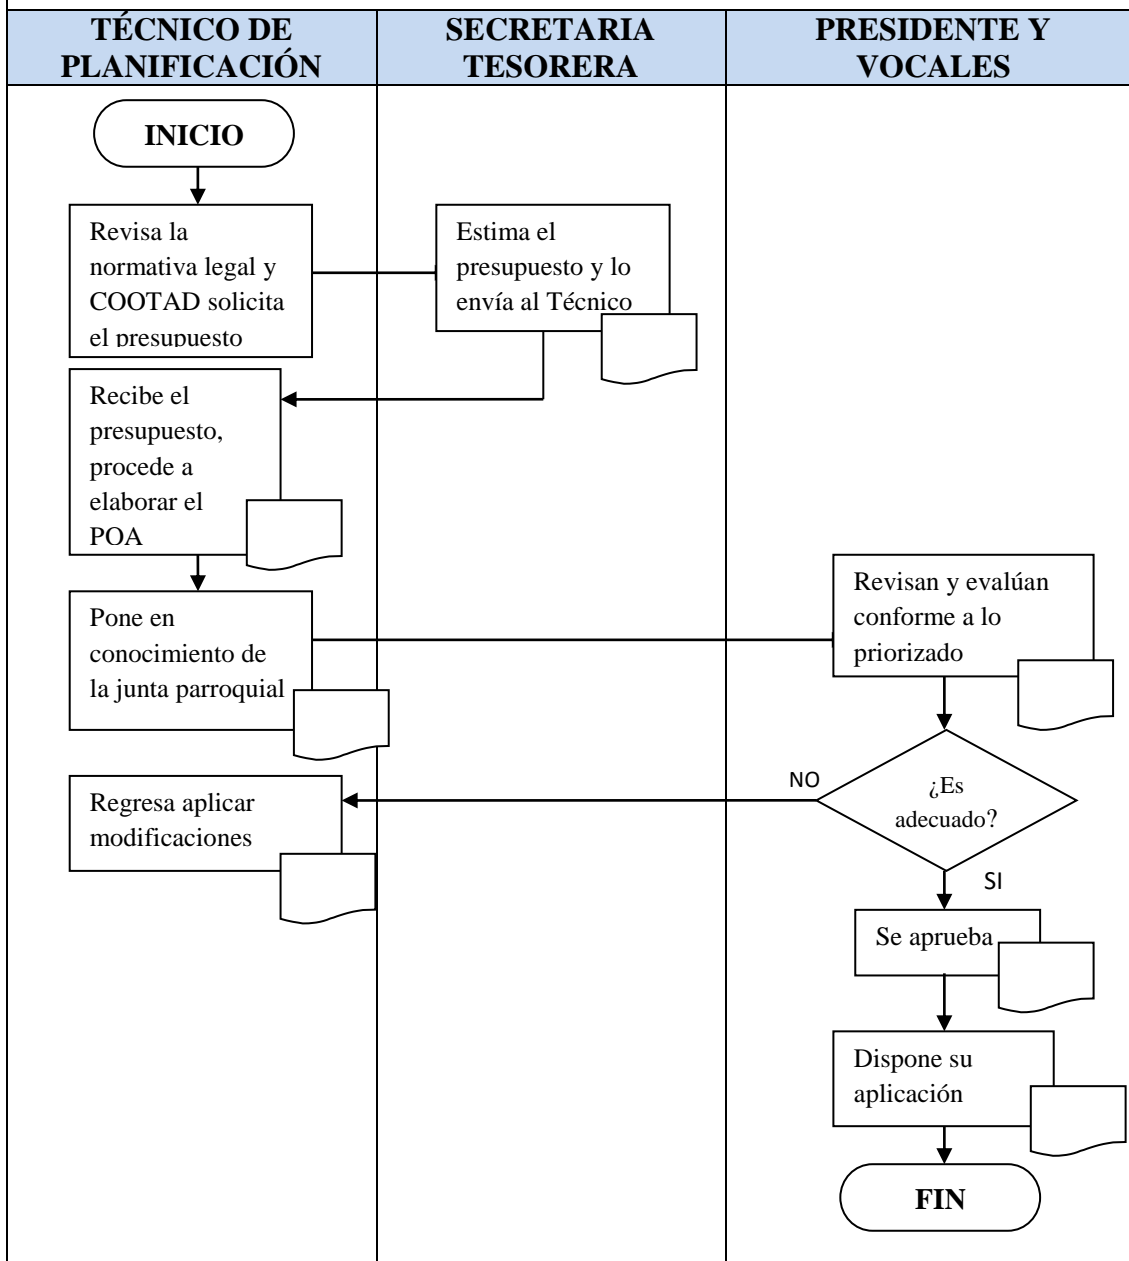 TÉCNICO DE
PLANIFICACIÓN
SECRETARIA
TESORERA
PRESIDENTE Y
VOCALES
INICIO
Revisa la
normativa legal y
COOTAD solicita
el presupuesto
Estima el
presupuesto y lo
envía al Técnico
Recibe el
presupuesto,
procede a
elaborar el
POA
Pone en
conocimiento de
la junta parroquial
Revisan y evalúan
conforme a lo
priorizado
¿Es
adecuado?
NO
Regresa aplicar
modificaciones
SI
Se aprueba
Dispone su
aplicación
FIN